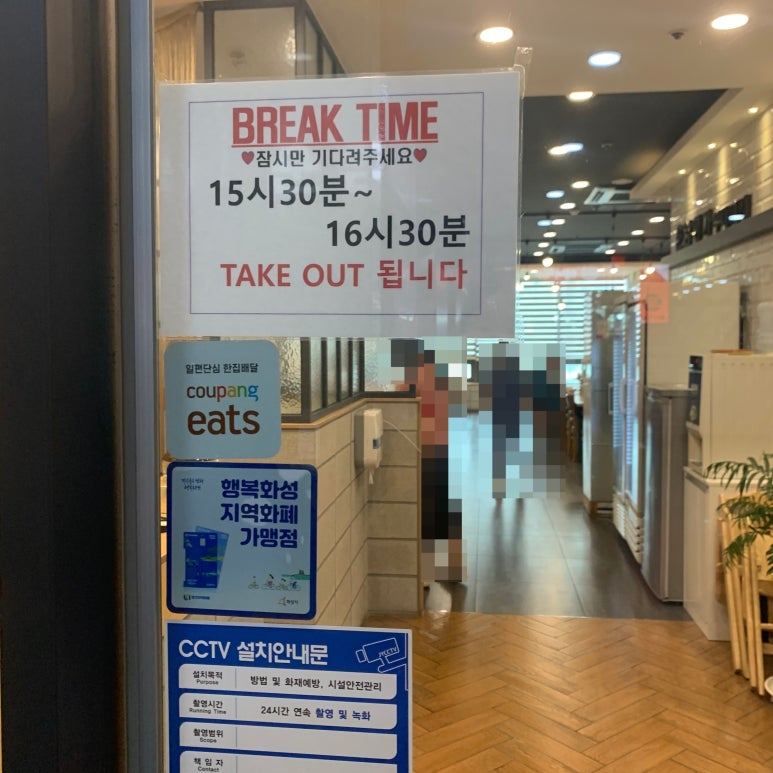 BREAK TIME
♥잠시만 기다려주세요♥
15시30분~
16시30분
TAKE OUT 됩니다
일편단심 한집배달
coupang
eats
행복화성
지역화폐
가맹점
CCTV 설치안내문
CCTV
설치목적
Purpose
방범 및 화재예방, 시설안전관리
촬영시간
Running Time
24시간 연속 촬영 및 녹화
촬영범위
Scope
책 임 자
Contact